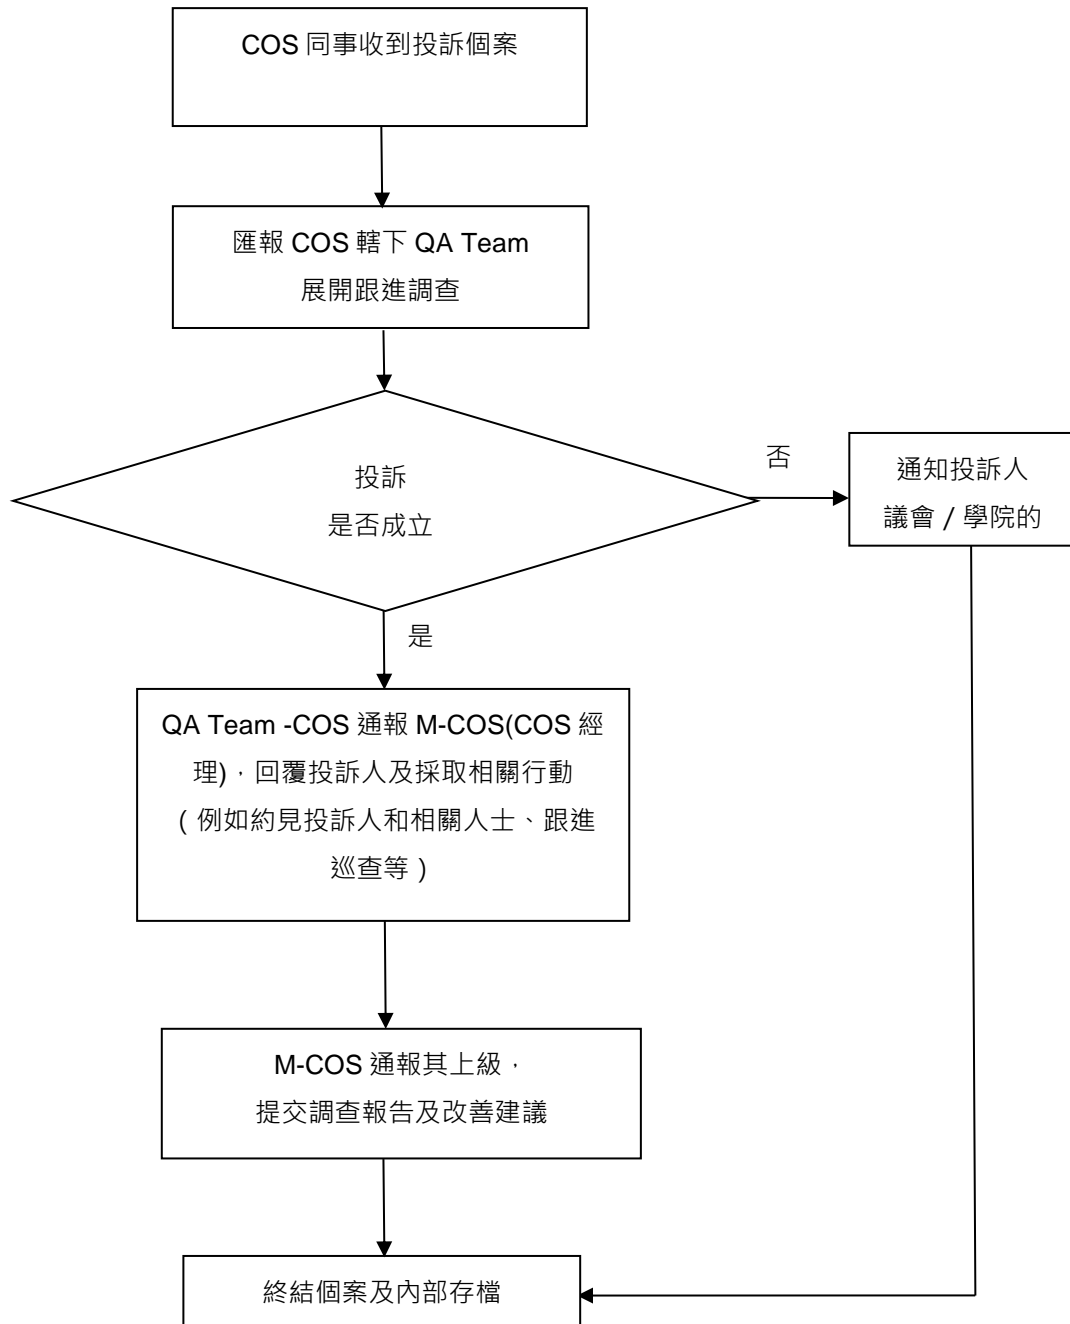 COS 同事收到投訴個案
匯報 COS 轄下 QA Team
展開跟進調查
投訴
是否成立
否
通知投訴人
議會 / 學院的
是
QA Team -COS 通報 M-COS(COS 經
理)，回覆投訴人及採取相關行動
（例如約見投訴人和相關人士、跟進
巡查等）
M-COS 通報其上級，
提交調查報告及改善建議
終結個案及內部存檔